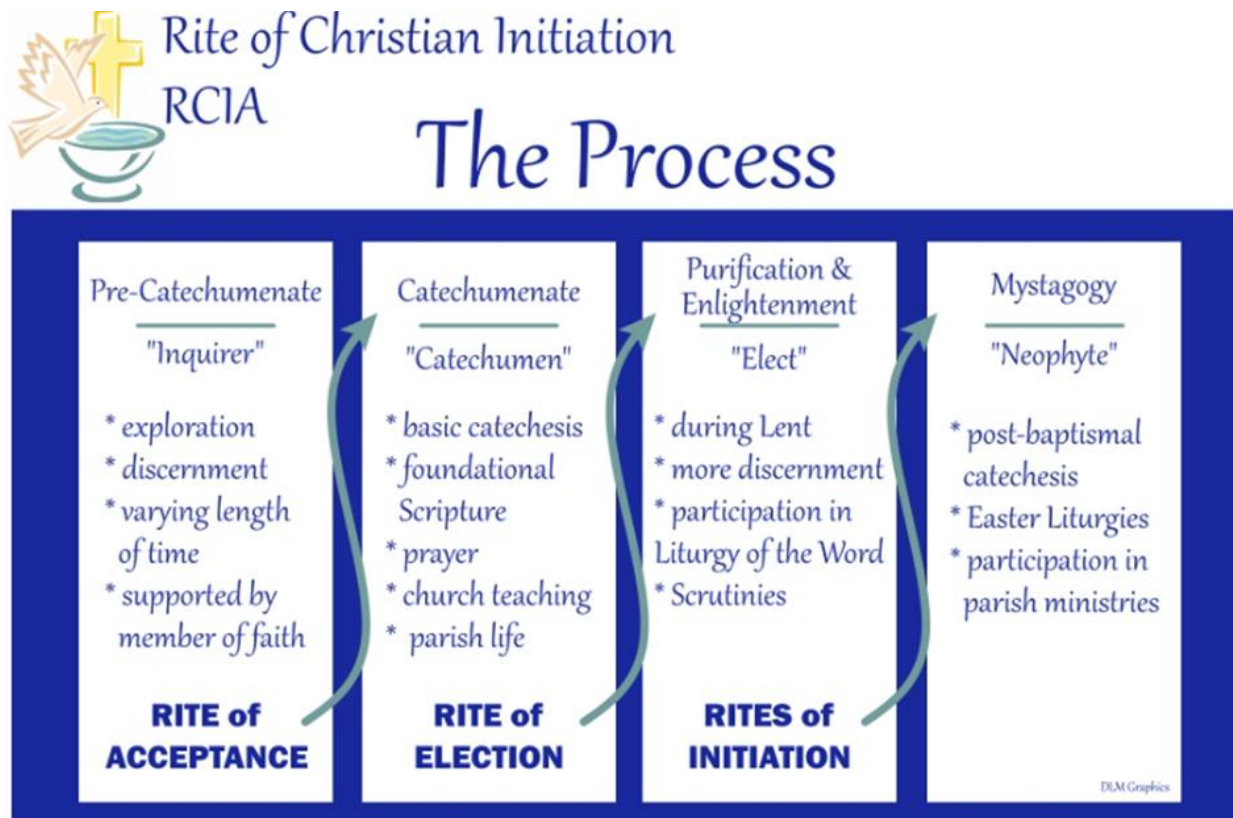 Rite of Christian Initiation
RCIA
The Process
Pre-Catechumenate
"Inquirer"
* exploration
* discernment
* varying length
of time
* supported by
member of faith
RITE of
ACCEPTANCE
Catechumenate
"Catechumen"
* basic catechesis
* foundational
Scripture
* prayer
* church teaching
* parish life
RITE of
ELECTION
Purification &
Enlightenment
"Elect"
* during Lent
* more discernment
* participation in
Liturgy of the Word
* Scrutinies
RITES of
INITIATION
Mystagogy
"Neophyte"
* post-baptismal
catechesis
* Easter Liturgies
* participation in
parish ministries
DLM Graphics